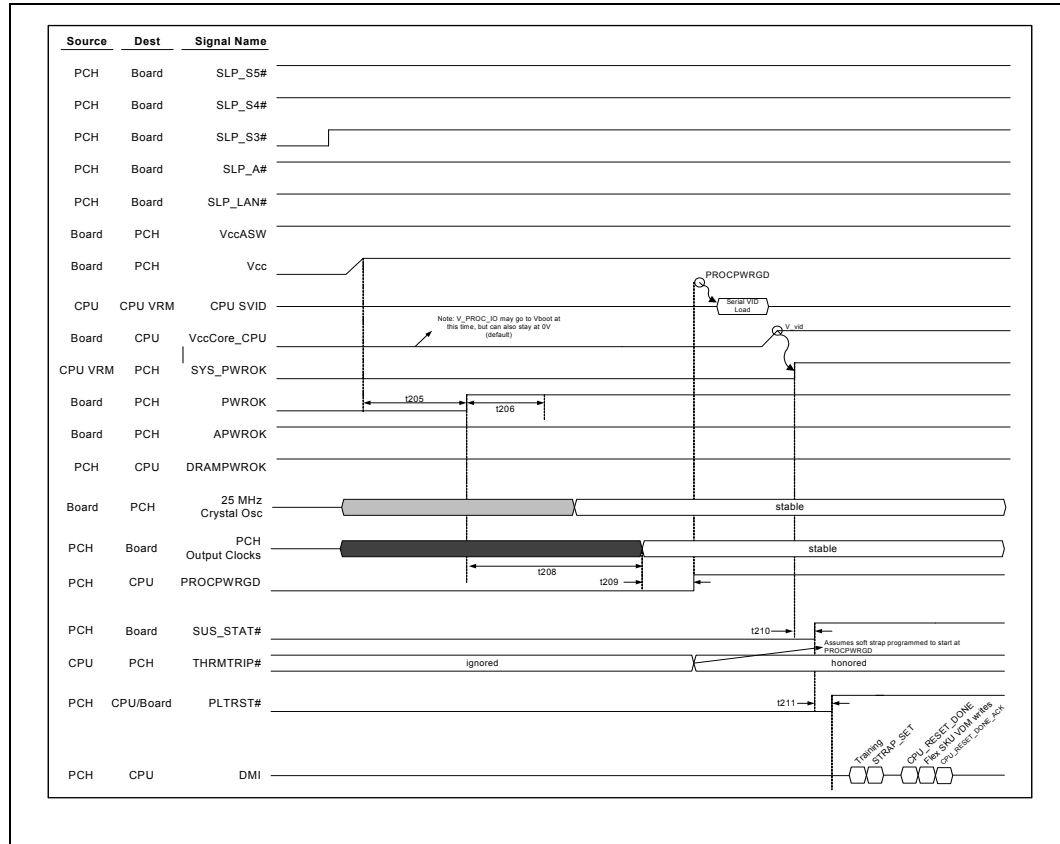 Source Dest Signal Name
PCH Board SLP_S5#
PCH Board SLP_S4#
PCH Board SLP_S3#
PCH Board SLP_A#
PCH Board SLP_LAN#
Board PCH VccASW
Board PCH Vcc
PROCPWRGD
CPU CPU VRM CPU SVID
Serial VID
Load
Note: V_PROC_IO may go to Vboot at
this time, but can also stay at 0V
(default)
Board CPU VccCore_CPU
V_vid
CPU VRM PCH SYS_PWROK
Board PCH PWROK
t205
t206
Board PCH APWROK
PCH CPU DRAMPWROK
Board PCH 25 MHz
Crystal Osc
stable
PCH Board PCH
Output Clocks
stable
t208
t209
PCH CPU PROCPWRGD
PCH Board SUS_STAT#
t210
Assumes soft strap programmed to start at
PROCPWRGD
CPU PCH THRMTRIP#
ignored
honored
PCH CPU/Board PLTRST#
t211
Training
STRAP_SET
CPU_RESET_DONE
Flex SKU VDM writes
CPU_RESET_DONE_ACK
PCH CPU DMI